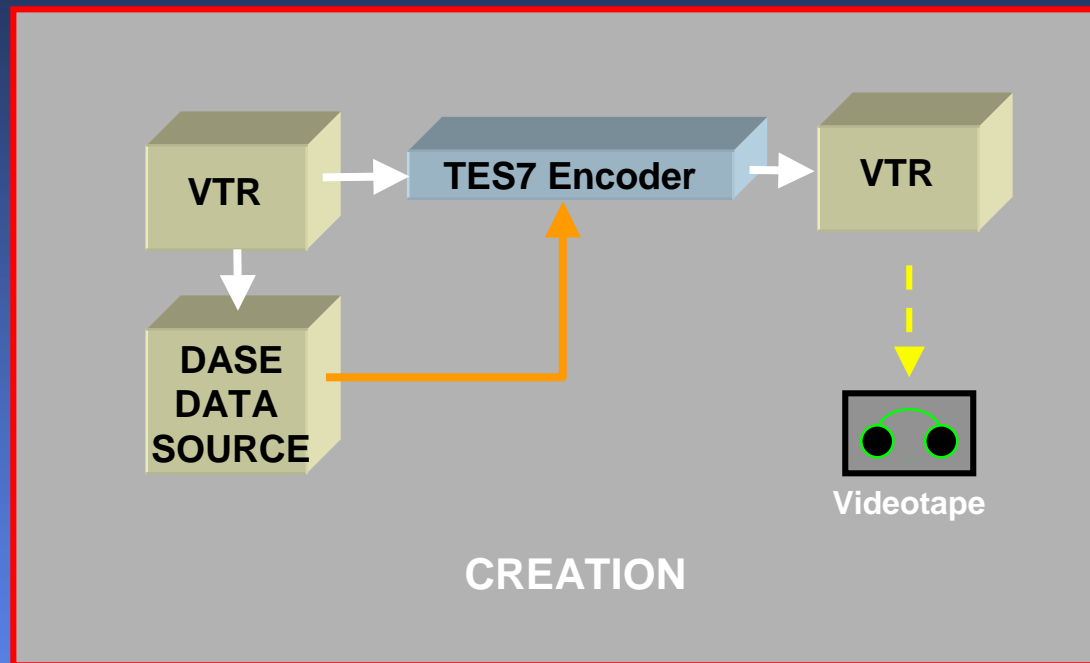 VTR
TES7 Encoder
VTR
DASE
DATA
SOURCE
Videotape
CREATION